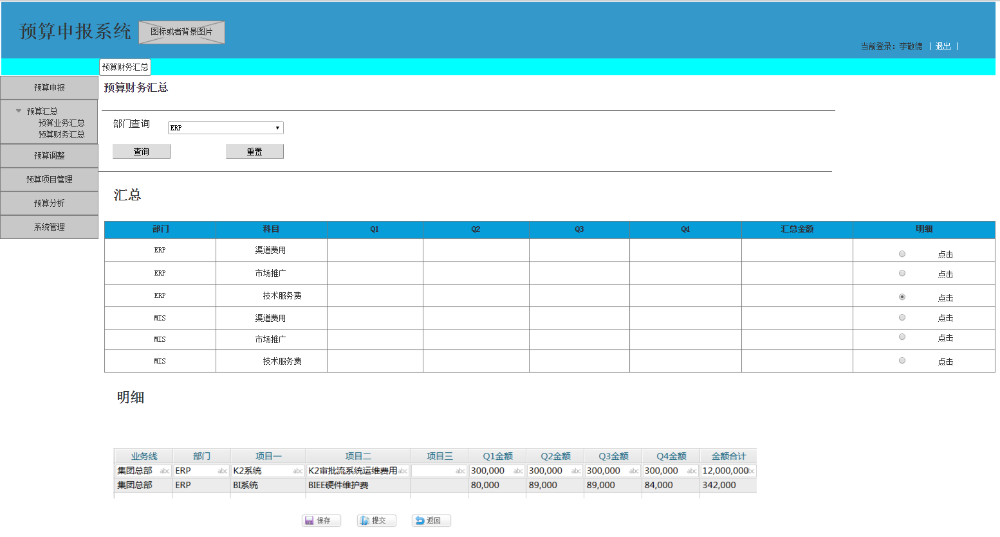 预算申报系统 图标或者背景图片
当前登录：李敬德 | 退出 |
预算财务汇总
预算申报
预算汇总
预算业务汇总
预算财务汇总
预算调整
预算项目管理
预算分析
系统管理
预算财务汇总
部门查询 ERP
查询 重置
汇总
部门 科目 Q1 Q2 Q3 Q4 汇总金额 明细
ERP 渠道费用 点击
ERP 市场推广 点击
ERP 技术服务费 点击
MIS 渠道费用 点击
MIS 市场推广 点击
MIS 技术服务费 点击
明细
业务线 部门 项目一 项目二 项目三 Q1金额 Q2金额 Q3金额 Q4金额 金额合计
集团总部 abc ERP abc K2系统 abc K2审批流系统运维费用 abc abc 300,000 abc 300,000 abc 300,000 abc 300,000 abc 12,000,000 bc
集团总部 ERP BI系统 BIEE硬件维护费 80,000 89,000 89,000 84,000 342,000
保存 提交 返回